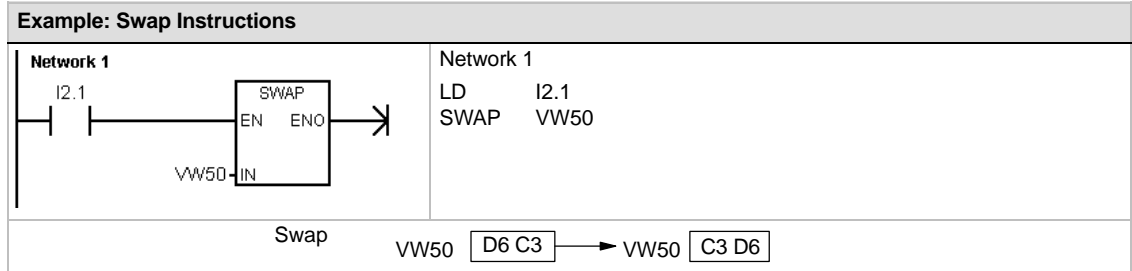 Example: Swap Instructions
Network 1
I2.1
SWAP
EN ENO
VW50 IN
Network 1
LD I2.1
SWAP VW50
Swap
VW50 D6 C3 VW50 C3 D6